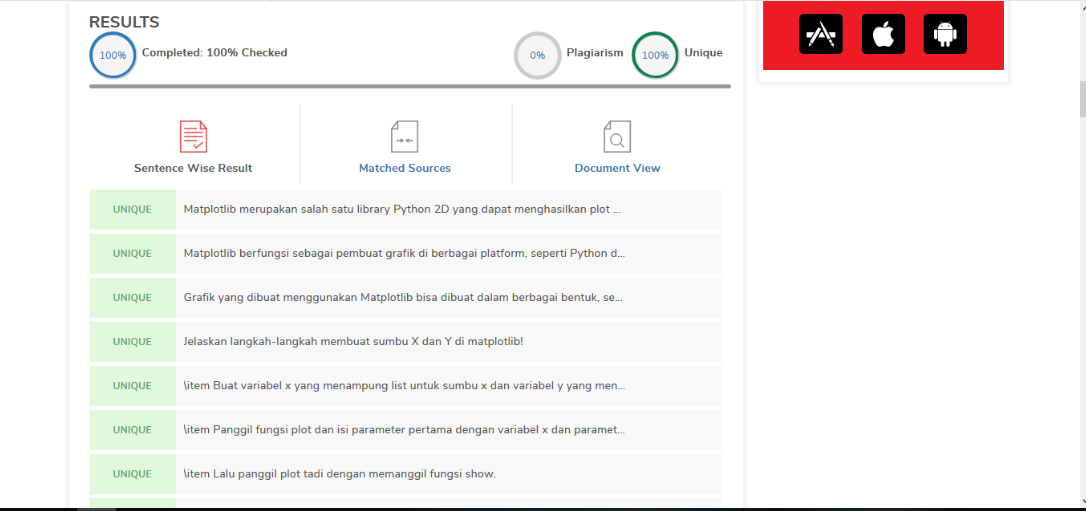 RESULTS
100% Completed: 100% Checked 0% Plagiarism 100% Unique
Sentence Wise Result Matched Sources Document View
UNIQUE Matplotlib merupakan salah satu library Python 2D yang dapat menghasilkan plot ...
UNIQUE Matplotlib berfungsi sebagai pembuat grafik di berbagai platform, seperti Python d...
UNIQUE Grafik yang dibuat menggunakan Matplotlib bisa dibuat dalam berbagai bentuk, se...
UNIQUE Jelaskan langkah-langkah membuat sumbu X dan Y di matplotlib!
UNIQUE \item Buat variabel x yang menampung list untuk sumbu x dan variabel y yang men...
UNIQUE \item Panggil fungsi plot dan isi parameter pertama dengan variabel x dan paramet...
UNIQUE \item Lalu panggil plot tadi dengan memanggil fungsi show.